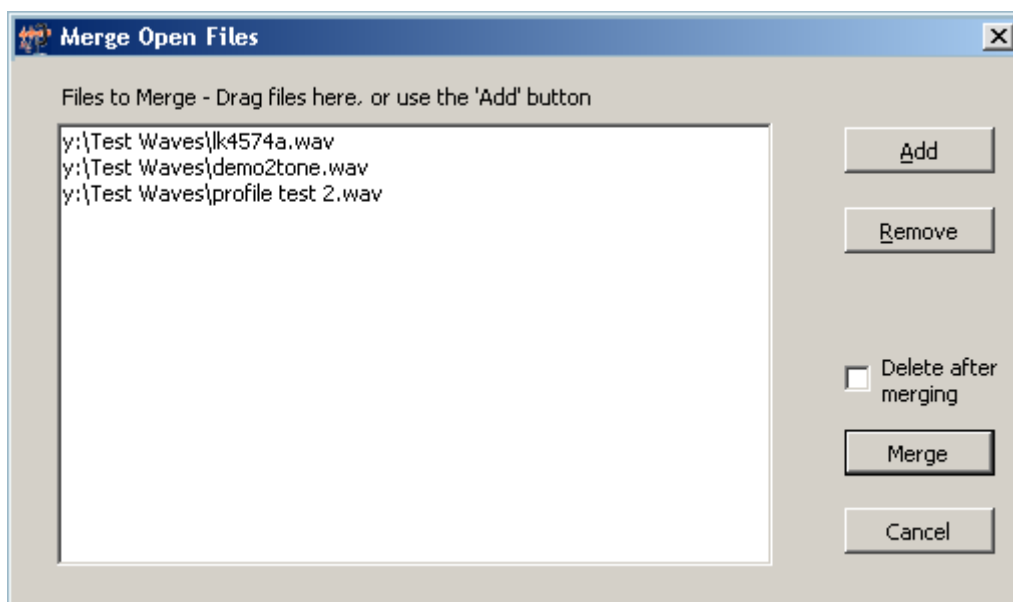 Merge Open Files
Files to Merge - Drag files here, or use the 'Add' button
y:\Test Waves\lk4574a.wav
y:\Test Waves\demo2tone.wav
y:\Test Waves\profile test 2.wav
Add
Remove
Delete after
merging
Merge
Cancel